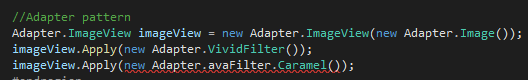 //Adapter pattern
Adapter.ImageView imageView = new Adapter.ImageView(new Adapter.Image());
imageView.Apply(new Adapter.VividFilter());
imageView.Apply(new Adapter.avaFilter.Caramel());
#endregion